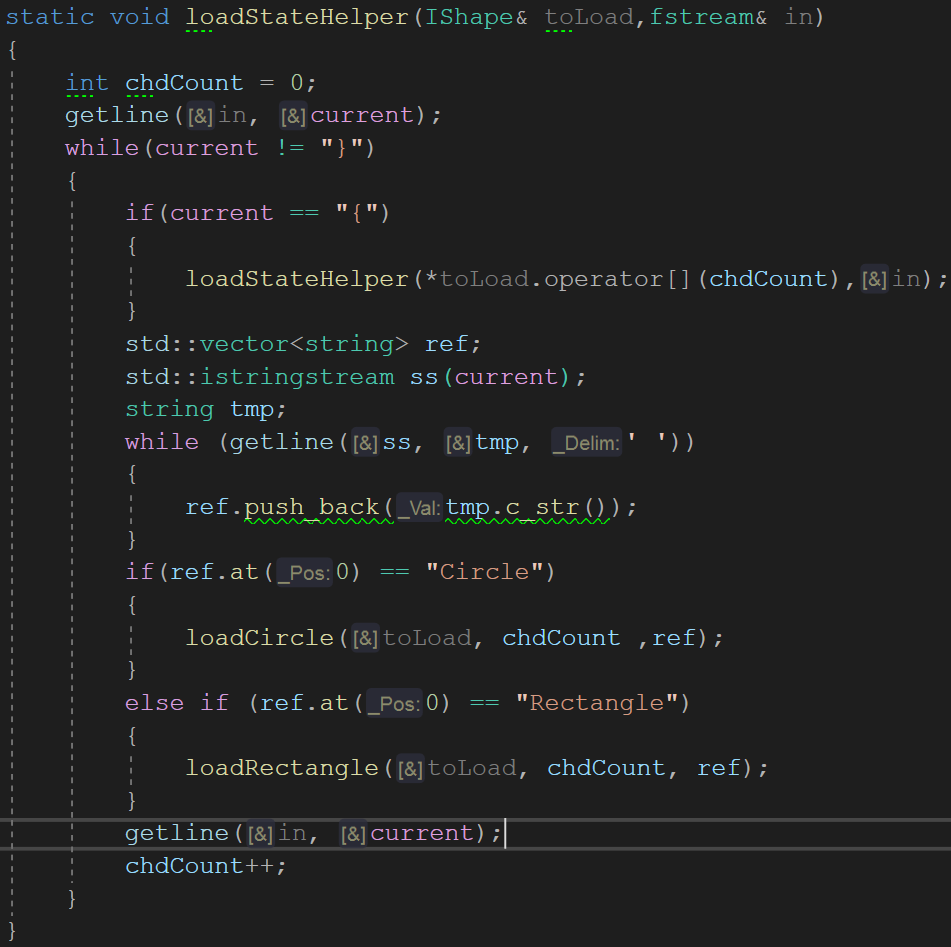 static void loadStateHelper(IShape& toLoad,fstream& in)
{
int chdCount = 0;
getline([&]in, [&]current);
while(current != "}")
{
if(current == "{")
{
loadStateHelper(*toLoad.operator[](chdCount),[&]in);
}
std::vector<string> ref;
std::istringstream ss(current);
string tmp;
while (getline([&]ss, [&]tmp, _Delim:' '))
{
ref.push_back(_Val:tmp.c_str());
}
if(ref.at(_Pos:0) == "Circle")
{
loadCircle([&]toLoad, chdCount ,ref);
}
else if (ref.at(_Pos:0) == "Rectangle")
{
loadRectangle([&]toLoad, chdCount, ref);
}
getline([&]in, [&]current);
chdCount++;
}
}